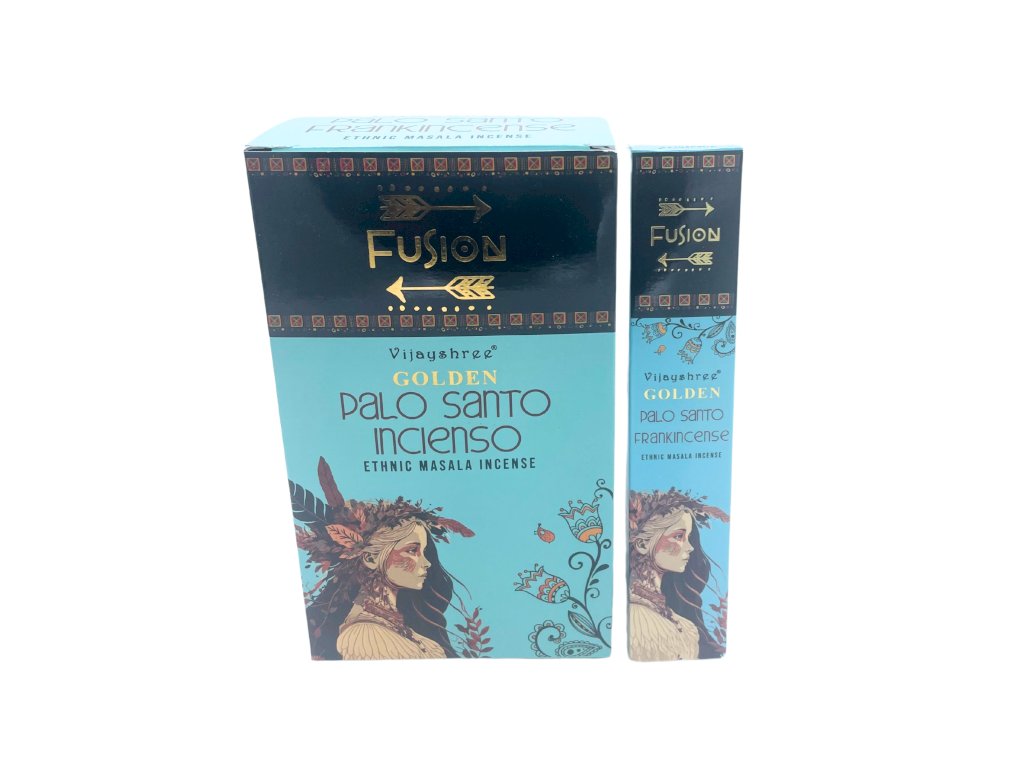 Palo Santo
Frankincense
ETHNIC MASALA INCENSE
FUSION
Vijayshree®
GOLDEN
PALO SANTO
INCIENSO
ETHNIC MASALA INCENSE
FUSION
Vijayshree®
GOLDEN
PALO SANTO
FRANKINCENSE
ETHNIC MASALA INCENSE